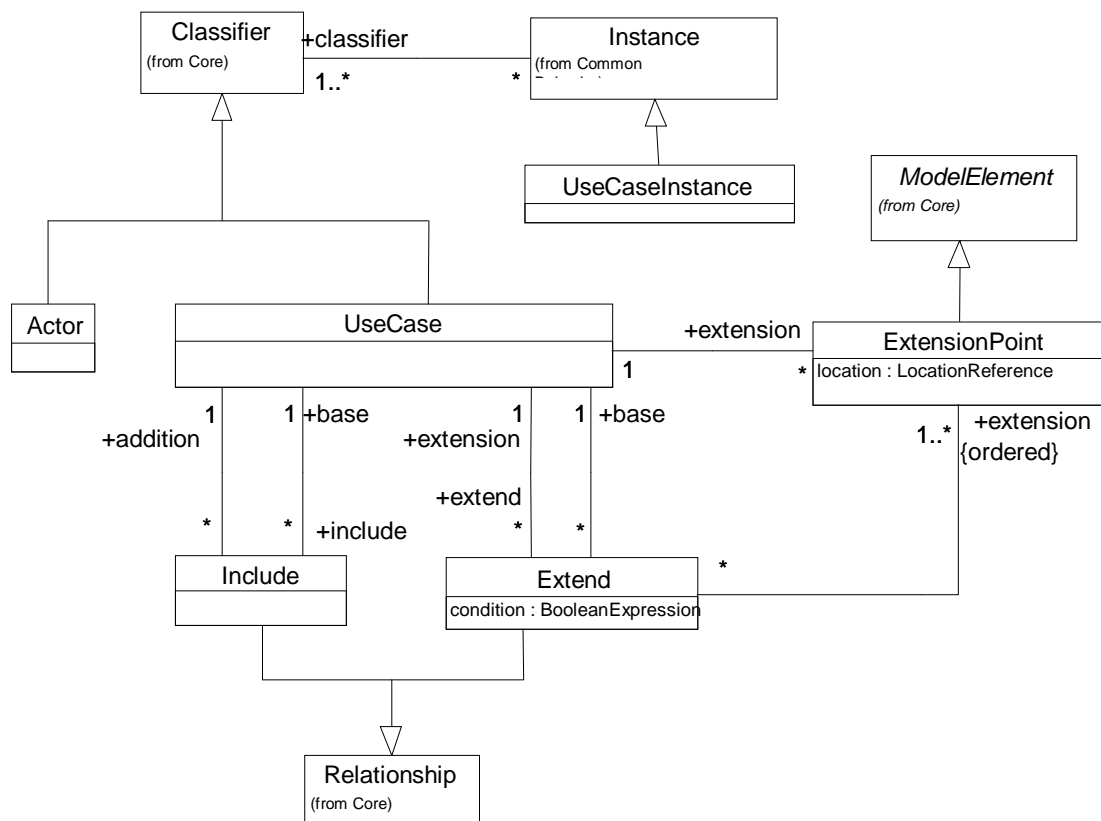 Classifier
(from Core)
+classifier
1..*
*
Instance
(from Common
UseCaseInstance
ModelElement
(from Core)
Actor
UseCase
+extension
1
*
ExtensionPoint
location : LocationReference
1
+addition
1
+base
1
+extension
1
+base
1..*
+extension
{ordered}
+extend
*
*
+include
*
*
*
Include
Extend
condition : BooleanExpression
Relationship
(from Core)